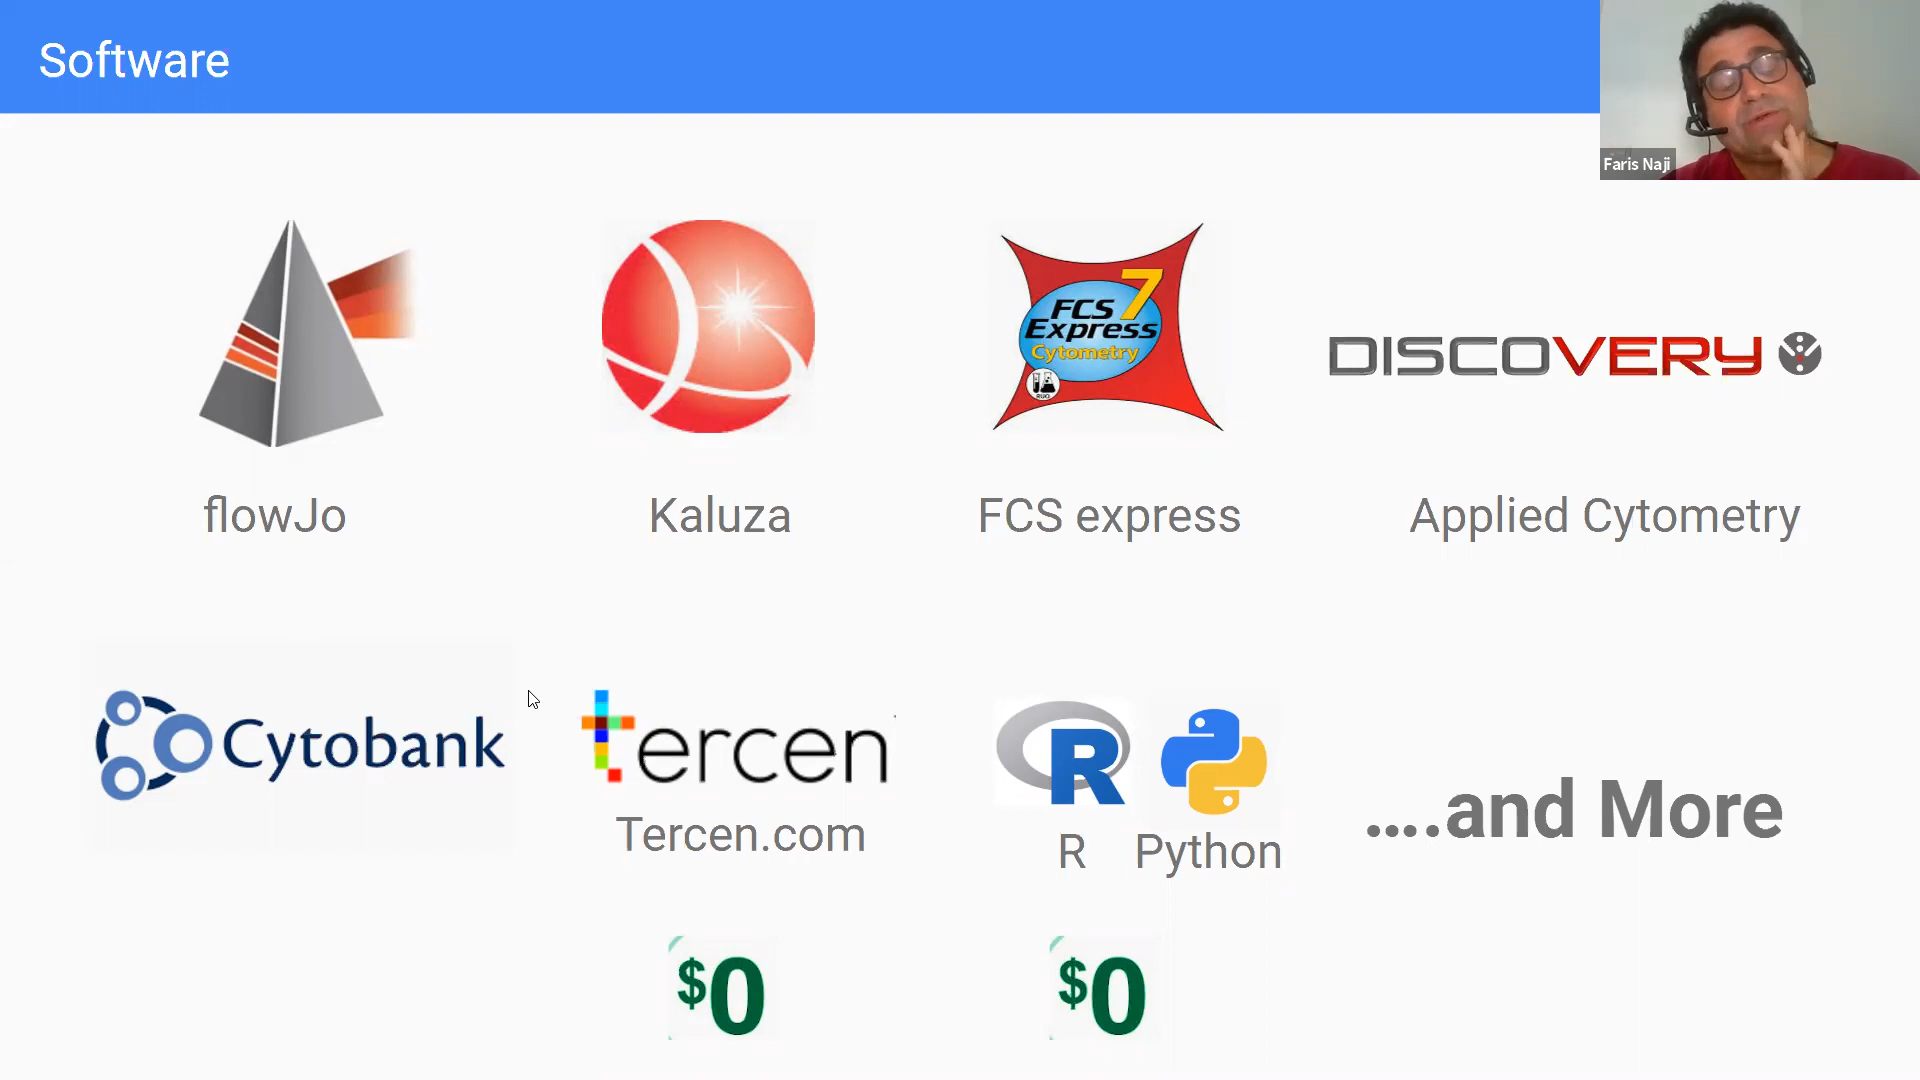 Software
Faris Naji
7
FCS
Express
Cytometry
RUO
DISCOVERY
flowJo
Kaluza
FCS express
Applied Cytometry
Cytobank
tercen
Tercen.com
R
R
Python
....and More
$0
$0